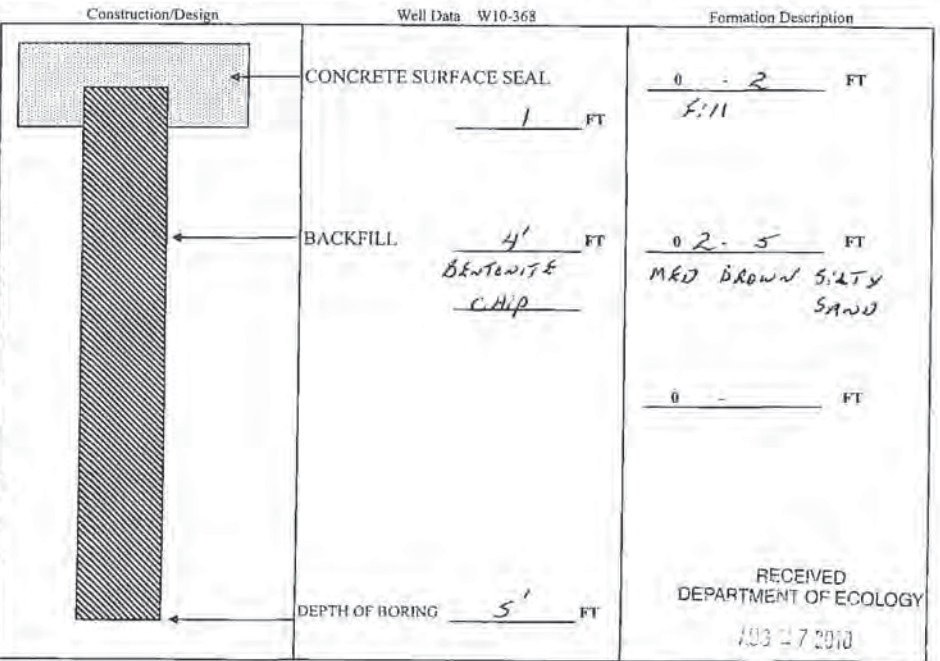 Construction/Design Well Data W10-368 Formation Description
CONCRETE SURFACE SEAL
1 FT
0 - 2 FT
Fill
BACKFILL 4' FT
BENTONITE
CHIP
0 2 - 5 FT
MED BROWN SILTY
SAND
0 - FT
DEPTH OF BORING 5' FT
RECEIVED
DEPARTMENT OF ECOLOGY
2010